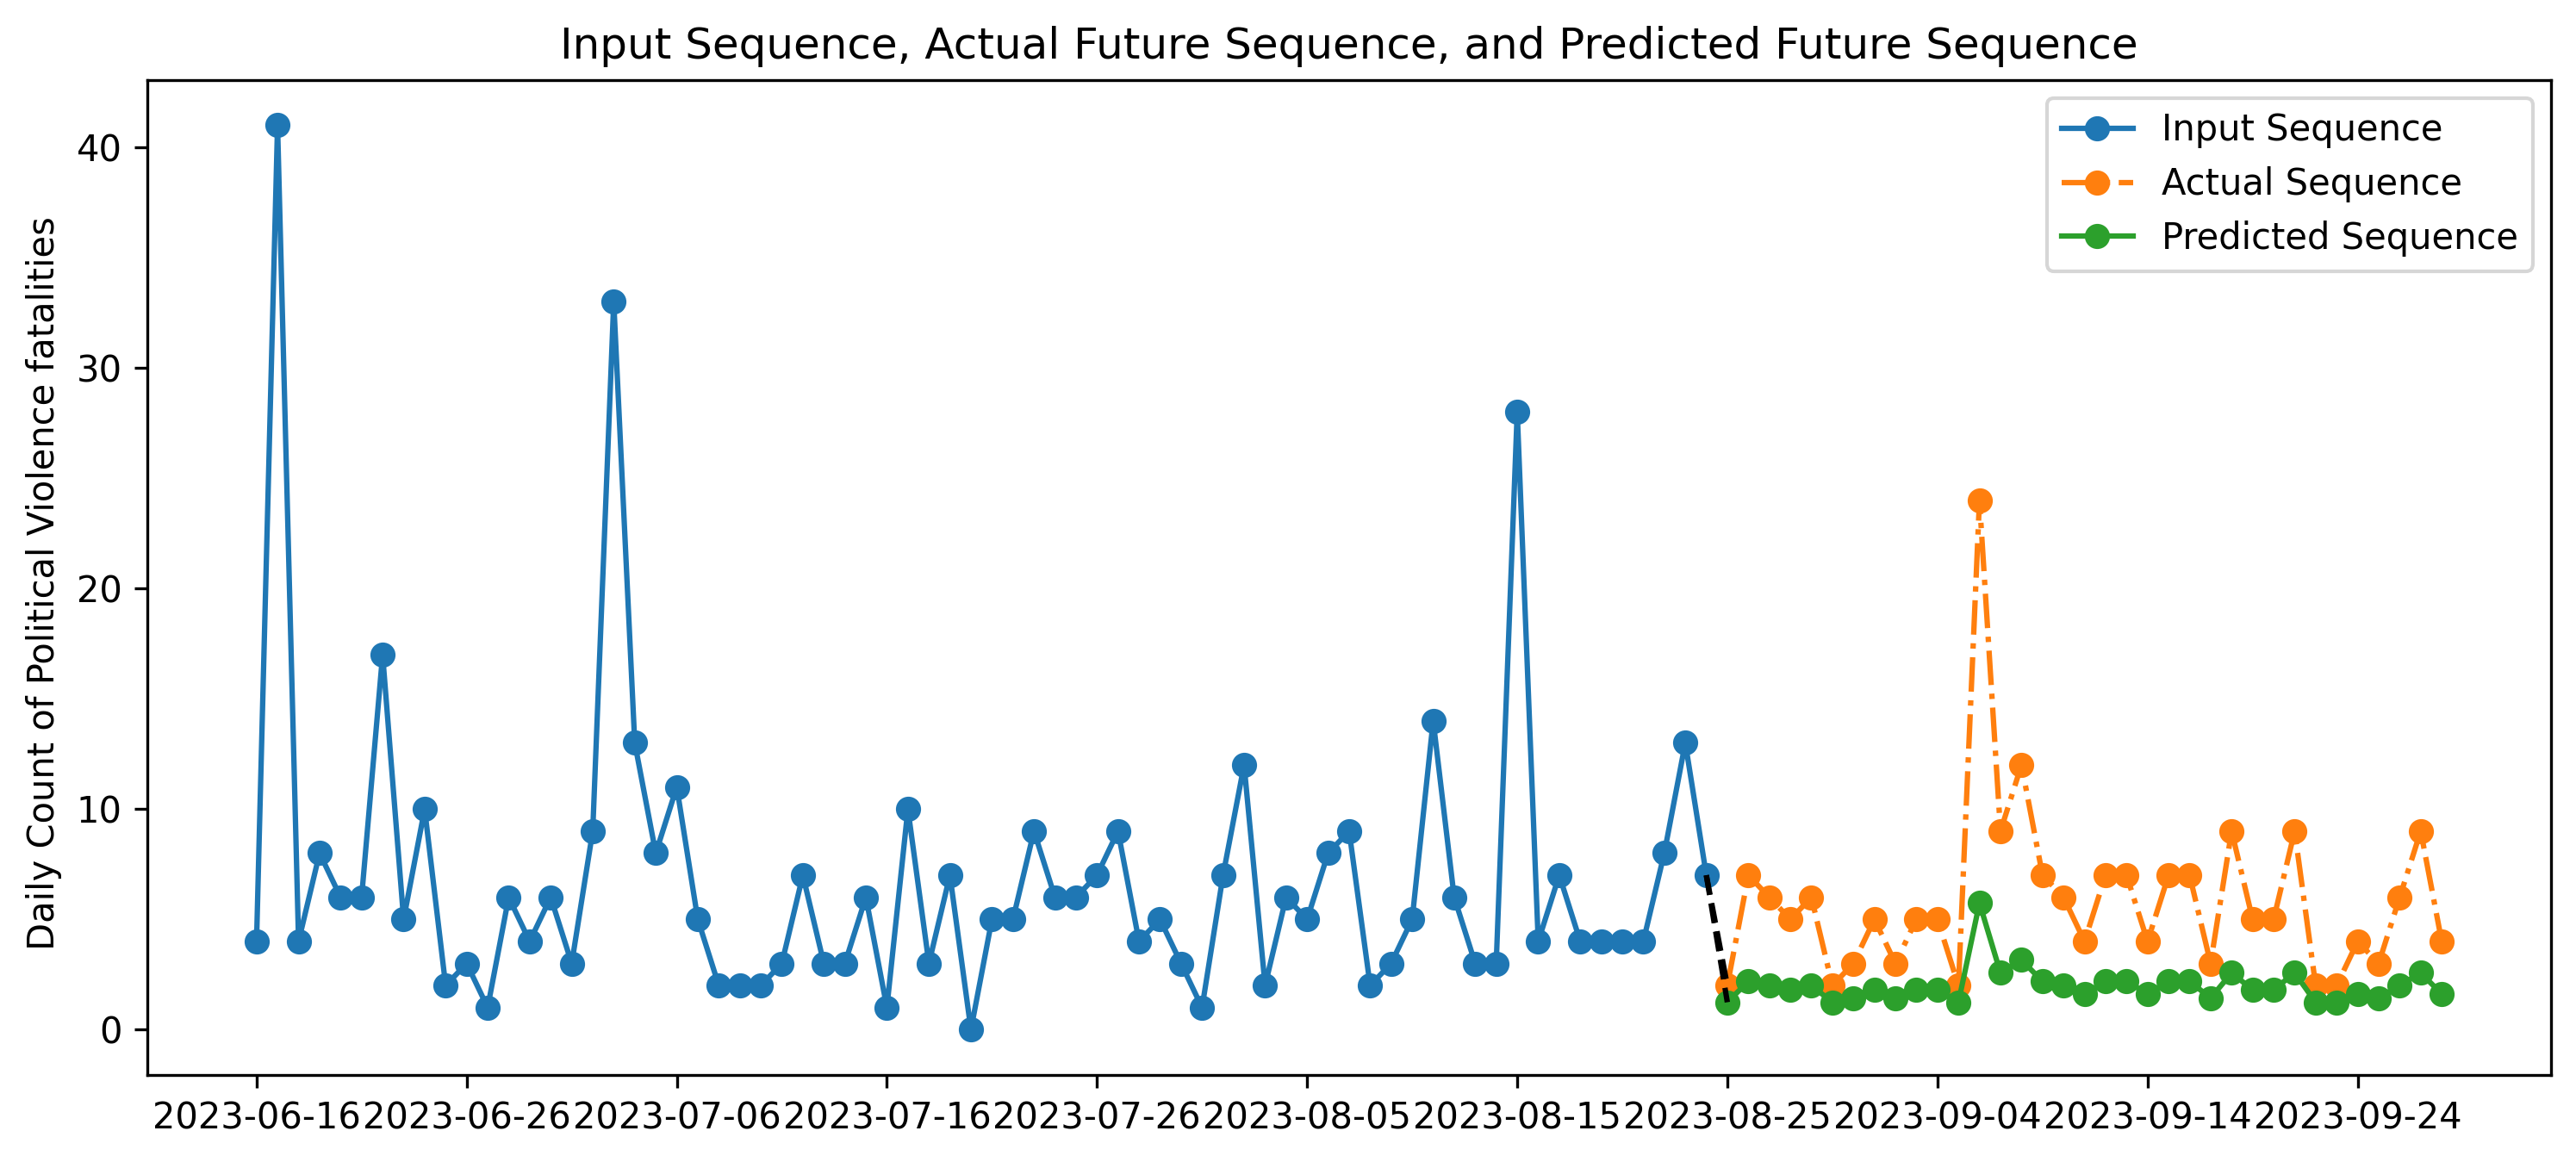 Input Sequence, Actual Future Sequence, and Predicted Future Sequence
Input Sequence
Actual Sequence
Predicted Sequence
Daily Count of Political Violence fatalities
40
30
20
10
0
2023-06-16 2023-06-26 2023-07-06 2023-07-16 2023-07-26 2023-08-05 2023-08-15 2023-08-25 2023-09-04 2023-09-14 2023-09-24